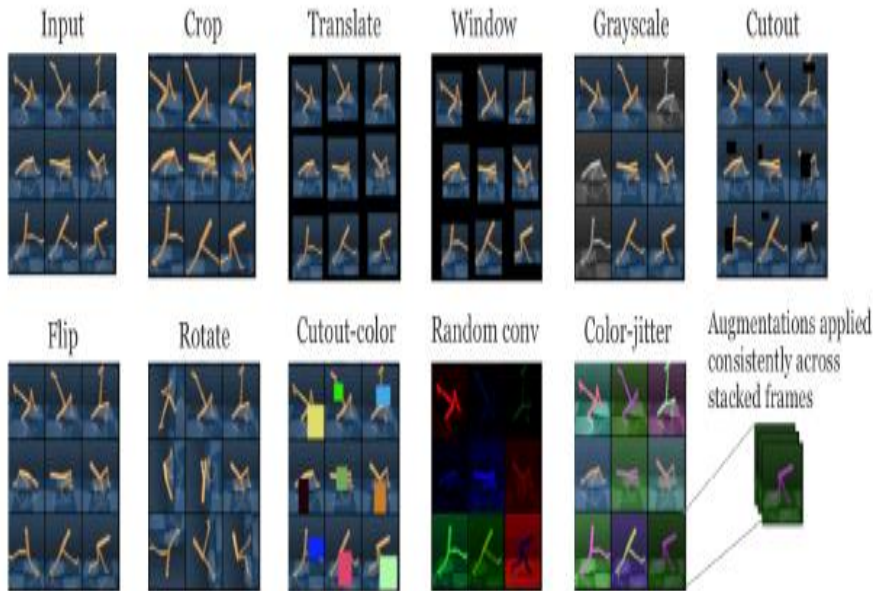 Input
Crop
Translate
Window
Grayscale
Cutout
Flip
Rotate
Cutout-color
Random conv
Color-jitter
Augmentations applied
consistently across
stacked frames